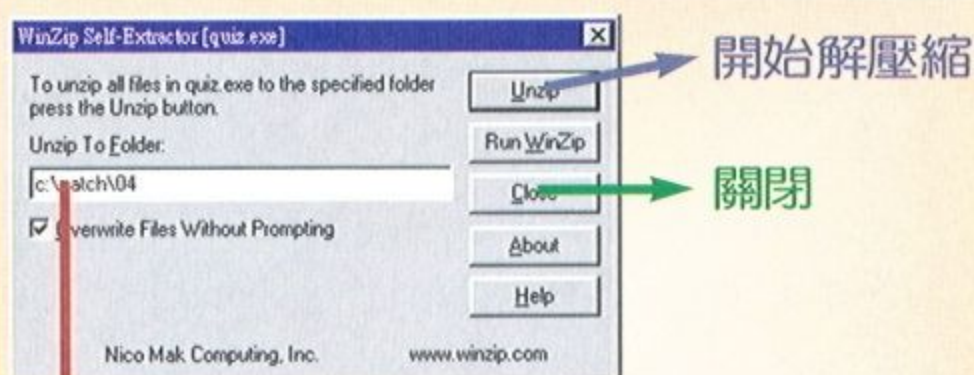 WinZip Self-Extractor [quiz.exe]
To unzip all files in quiz.exe to the specified folder
press the Unzip button.
Unzip To Folder:
c:\patch\04
Overwrite Files Without Prompting
Unzip
Run WinZip
Close
About
Help
Nico Mak Computing, Inc.
www.winzip.com
開始解壓縮
關閉